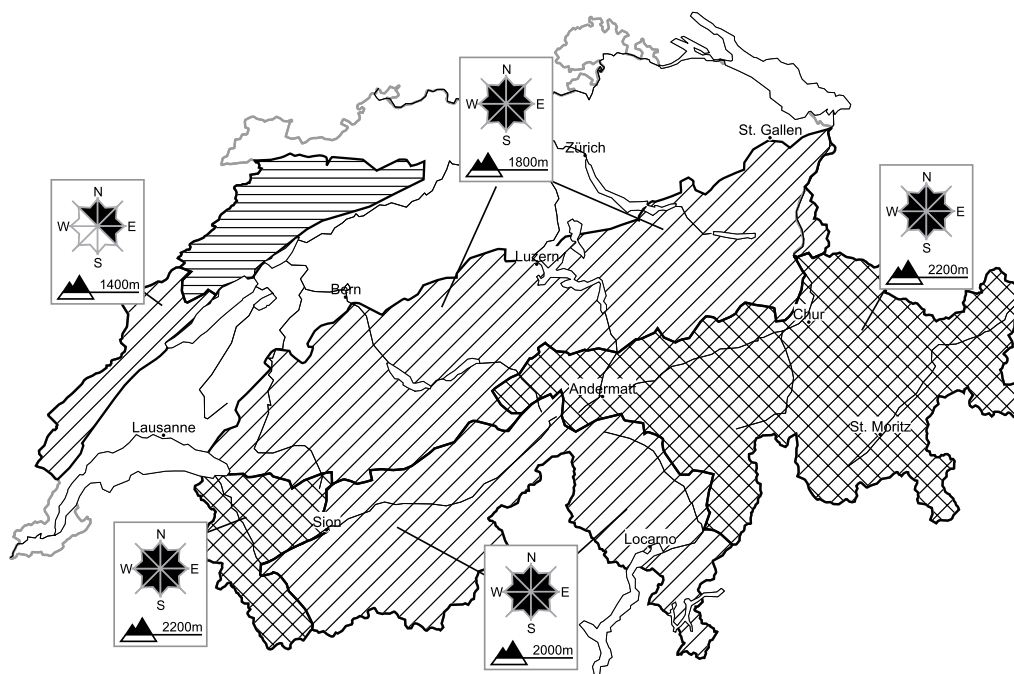 N
W E
S
1800m
Zürich
St. Gallen
N
W E
S
2200m
N
W E
S
1400m
Luzern
Bern
Chur
Andermatt
Lausanne
St. Moritz
Sion
Locarno
N
W E
S
2200m
N
W E
S
2000m